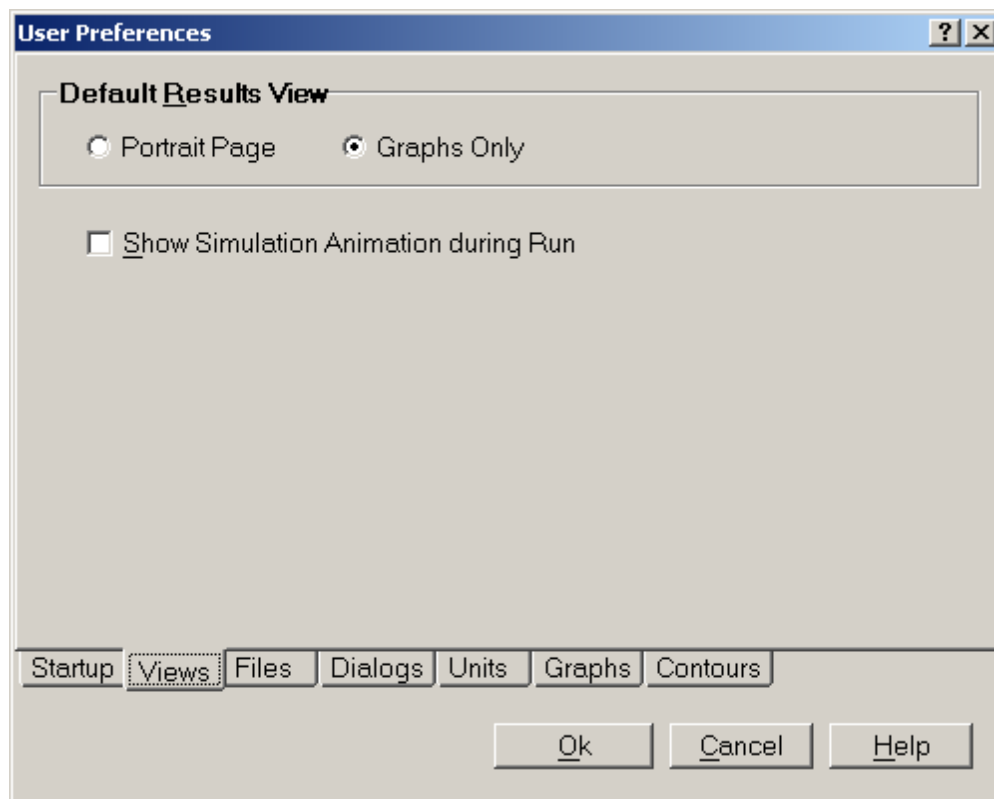 User Preferences
Default Results View
Portrait Page Graphs Only
Show Simulation Animation during Run
Startup Views Files Dialogs Units Graphs Contours
Ok Cancel Help